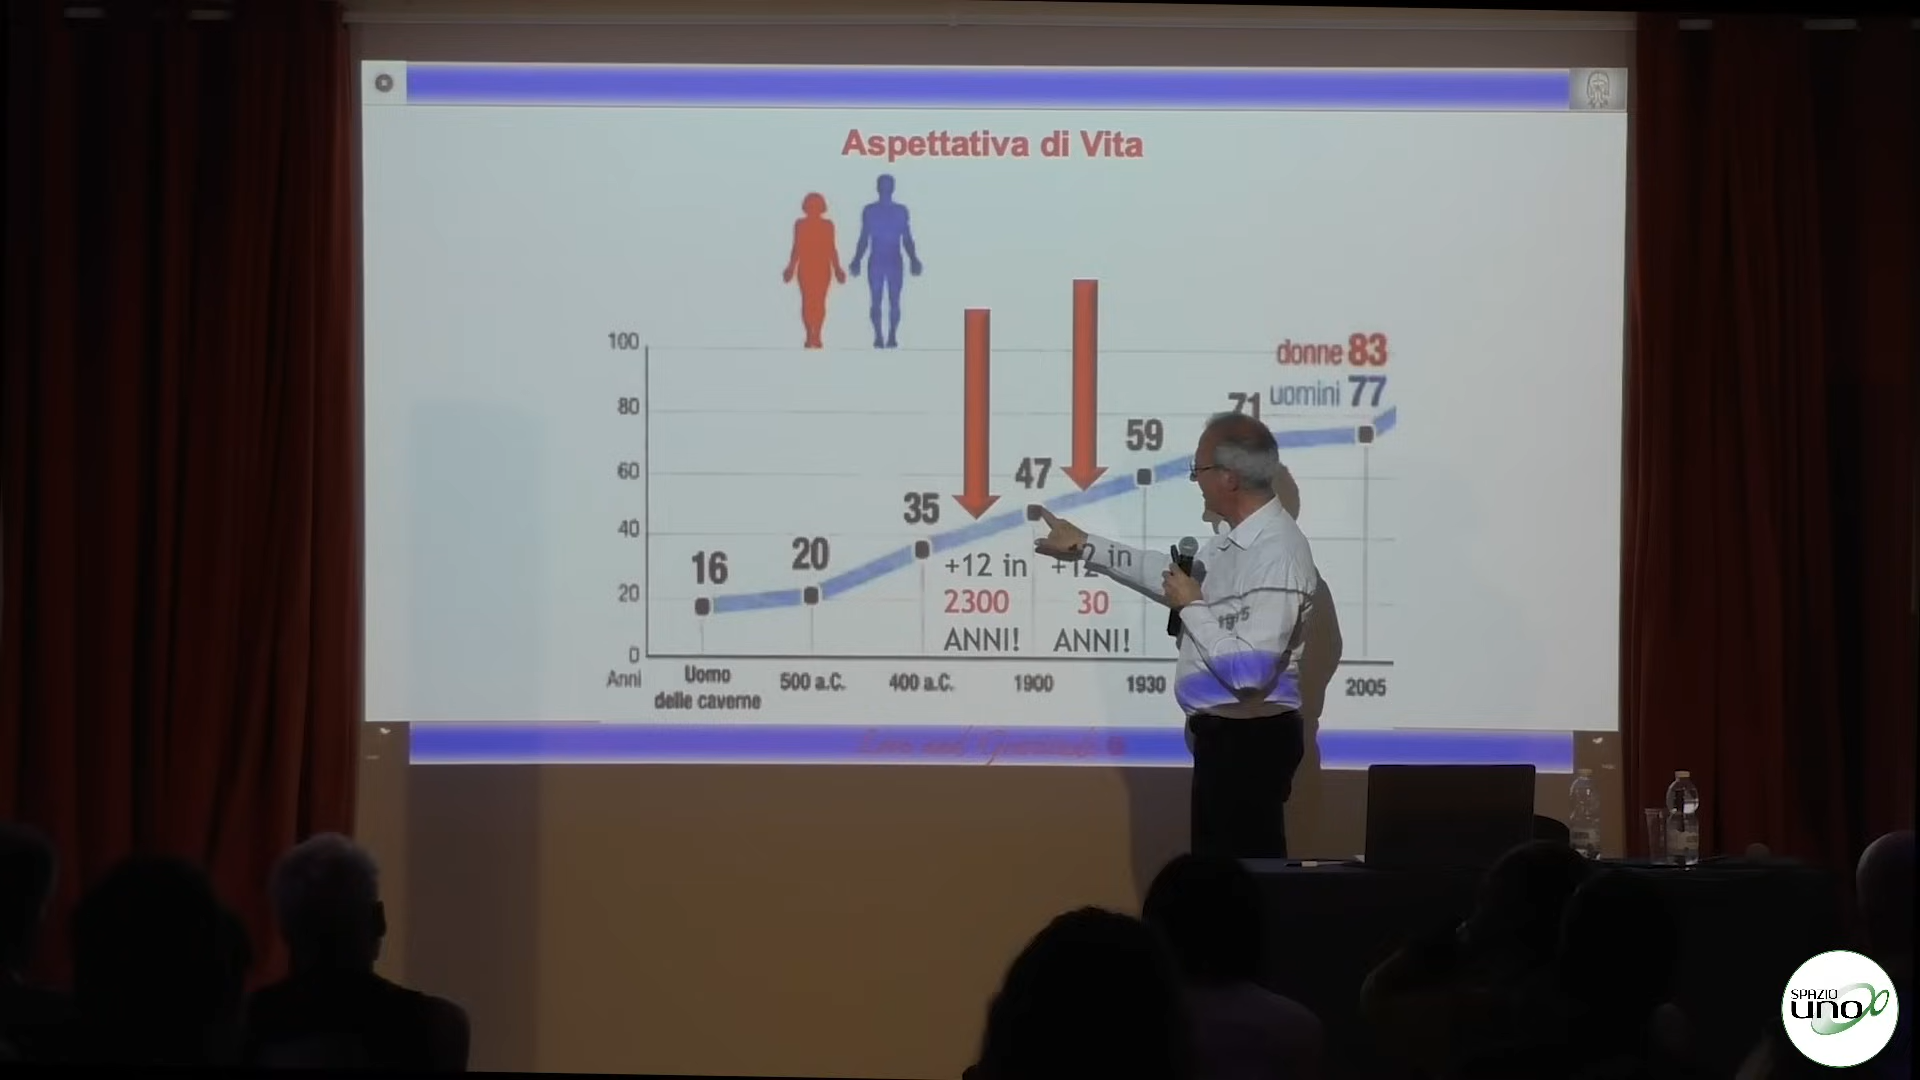 Aspettativa di Vita
100
80
60
40
20
0
Anni
16
20
35
47
59
71
donne 83
uomini 77
+12 in
2300
ANNI!
+12 in
30
ANNI!
Uomo
delle caverne
500 a.C.
400 a.C.
1900
1930
2005
SPAZIO
uno